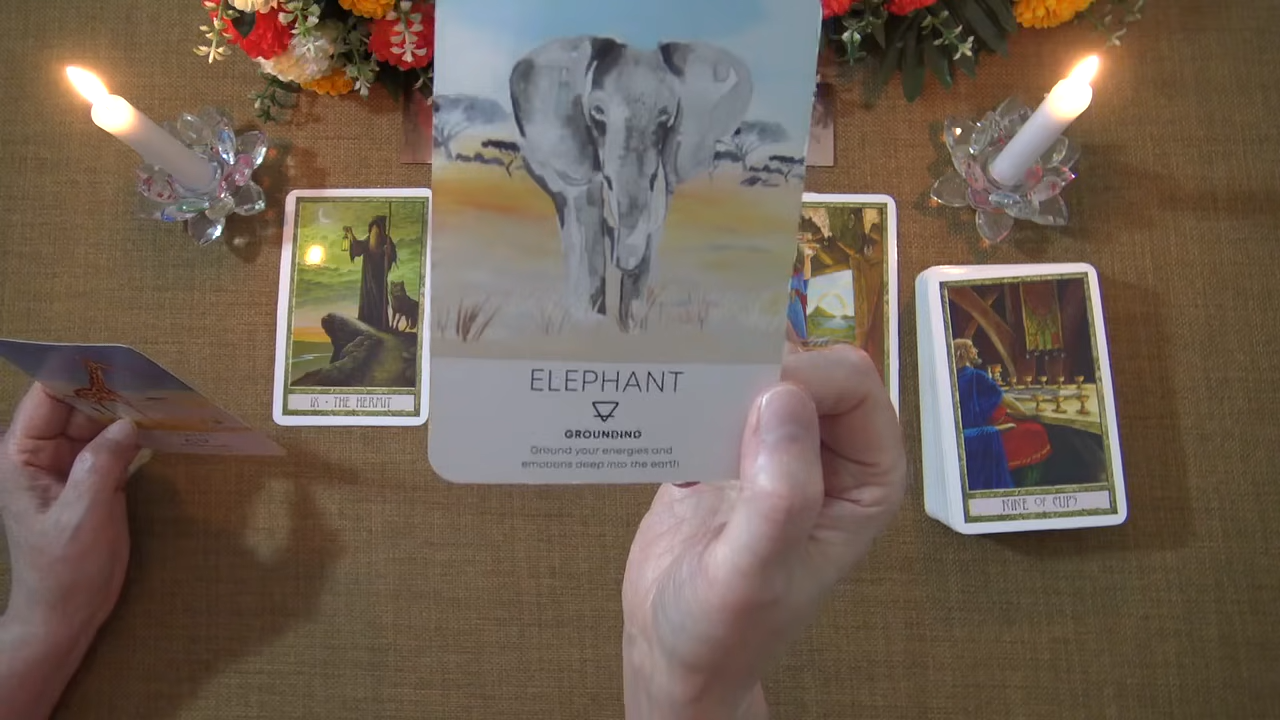 ELEPHANT
GROUNDING
Ground your energies and
emotions deep into the earth
IX • THE HERMIT
NINE OF CUPS